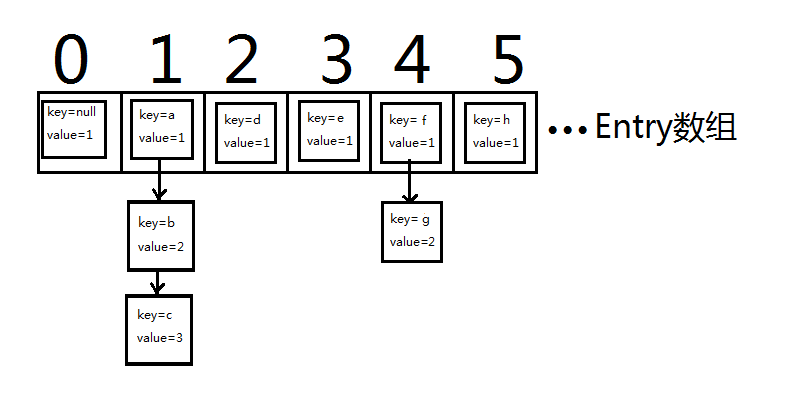 0 1 2 3 4 5
key=null
value=1
key=a
value=1
key=d
value=1
key=e
value=1
key= f
value=1
key=h
value=1
•••Entry数组
key=b
value=2
key= g
value=2
key=c
value=3